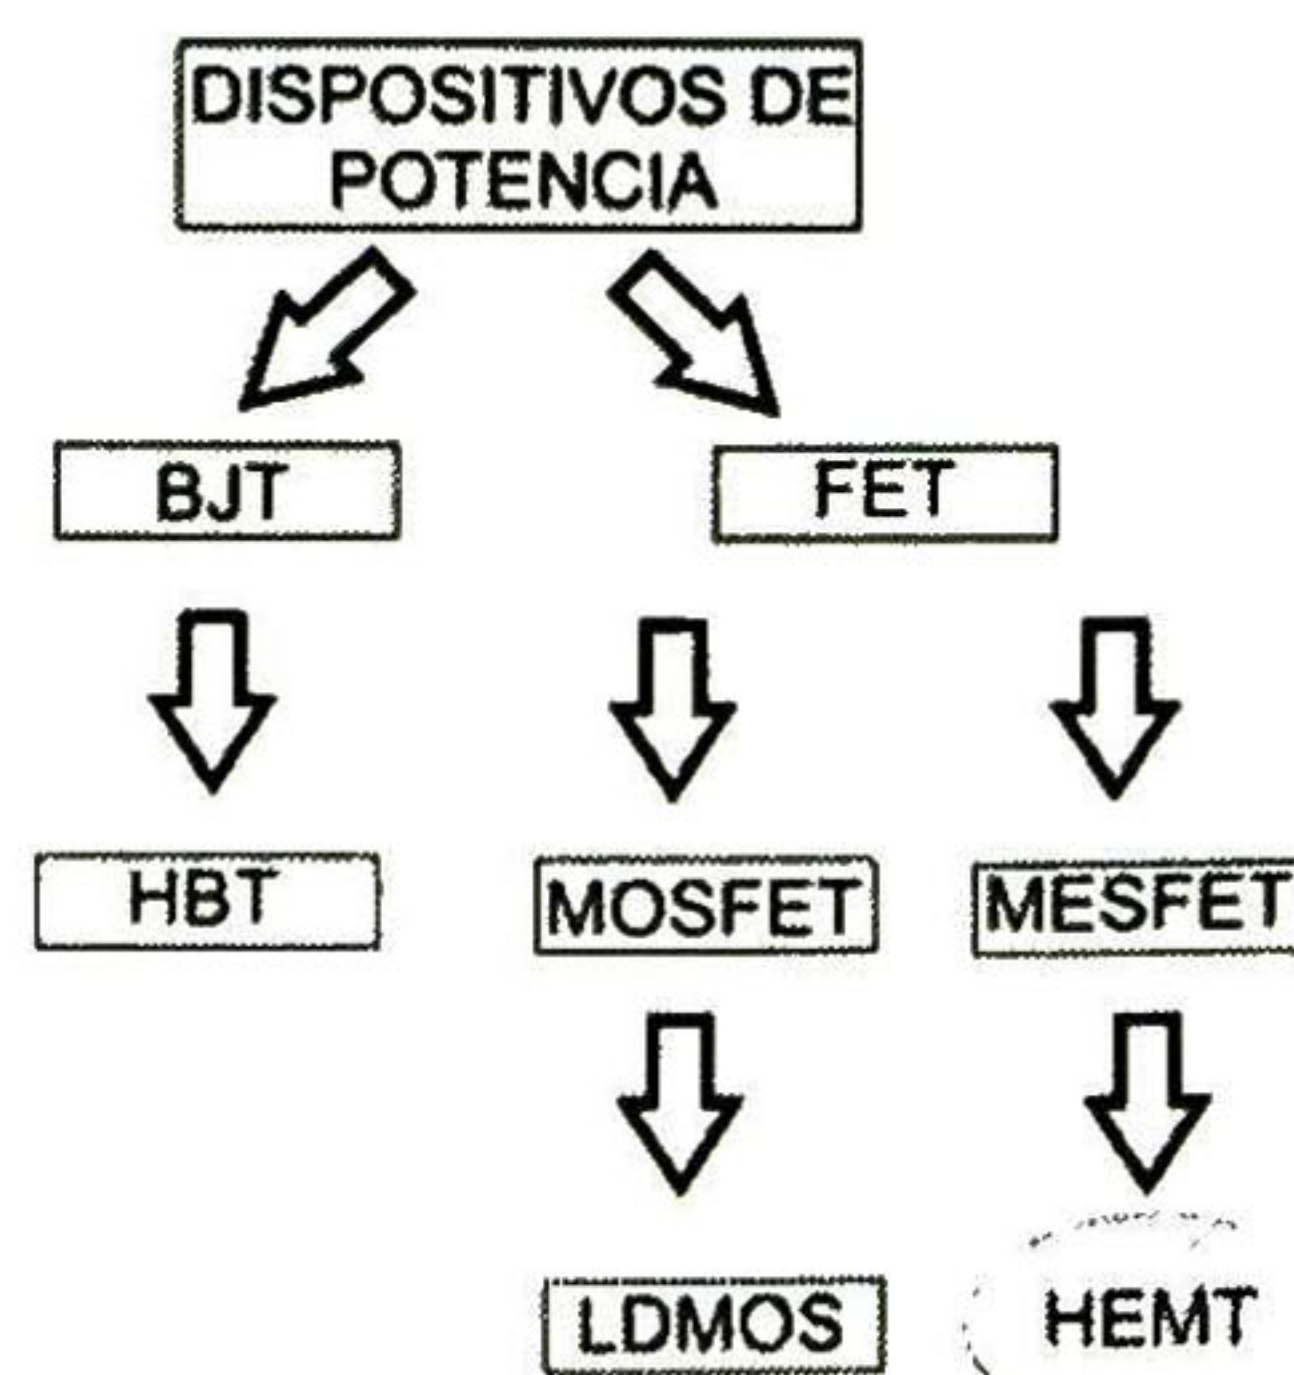 DISPOSITIVOS DE
POTENCIA
BJT
FET
HBT
MOSFET
MESFET
LDMOS
HEMT